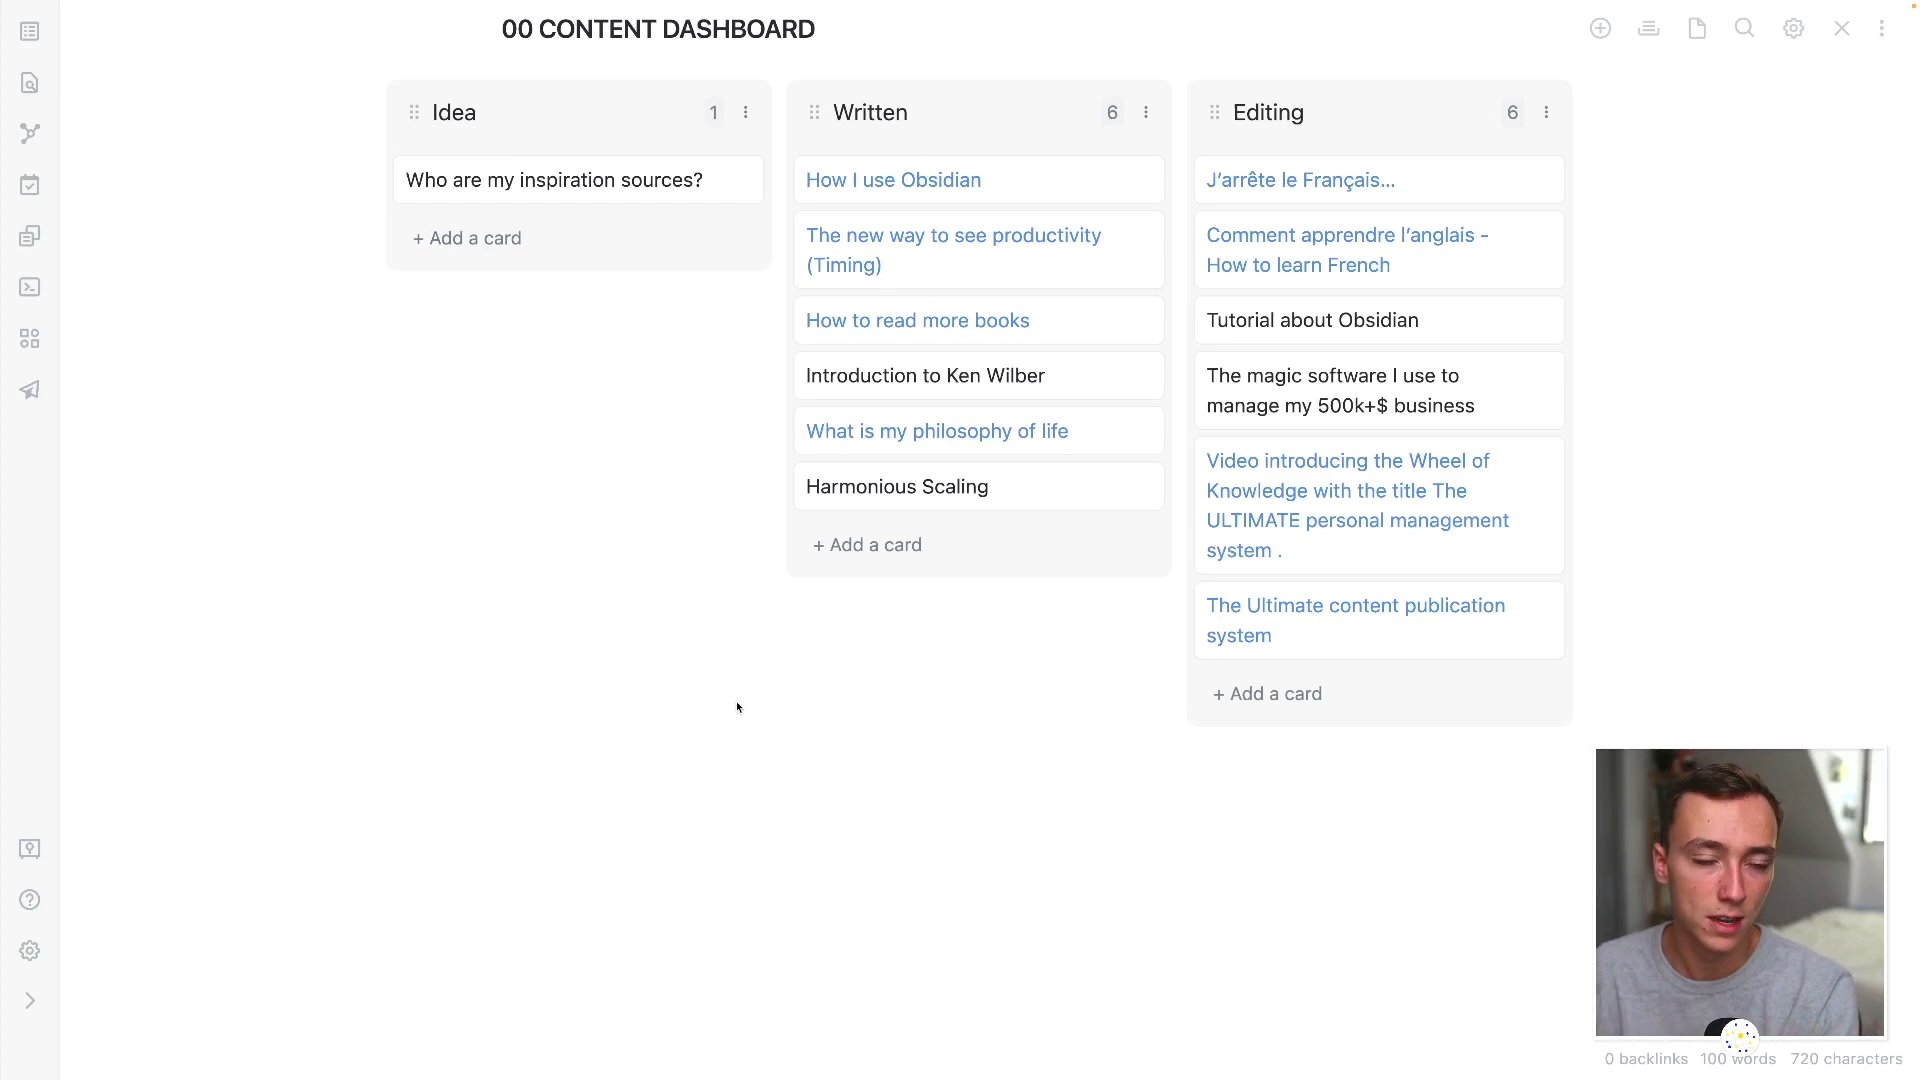 00 CONTENT DASHBOARD
Idea
1
Who are my inspiration sources?
+ Add a card
Written
6
How I use Obsidian
The new way to see productivity
(Timing)
How to read more books
Introduction to Ken Wilber
What is my philosophy of life
Harmonious Scaling
+ Add a card
Editing
6
J’arrête le Français...
Comment apprendre l’anglais -
How to learn French
Tutorial about Obsidian
The magic software I use to
manage my 500k+$ business
Video introducing the Wheel of
Knowledge with the title The
ULTIMATE personal management
system .
The Ultimate content publication
system
+ Add a card
0 backlinks 100 words 720 characters